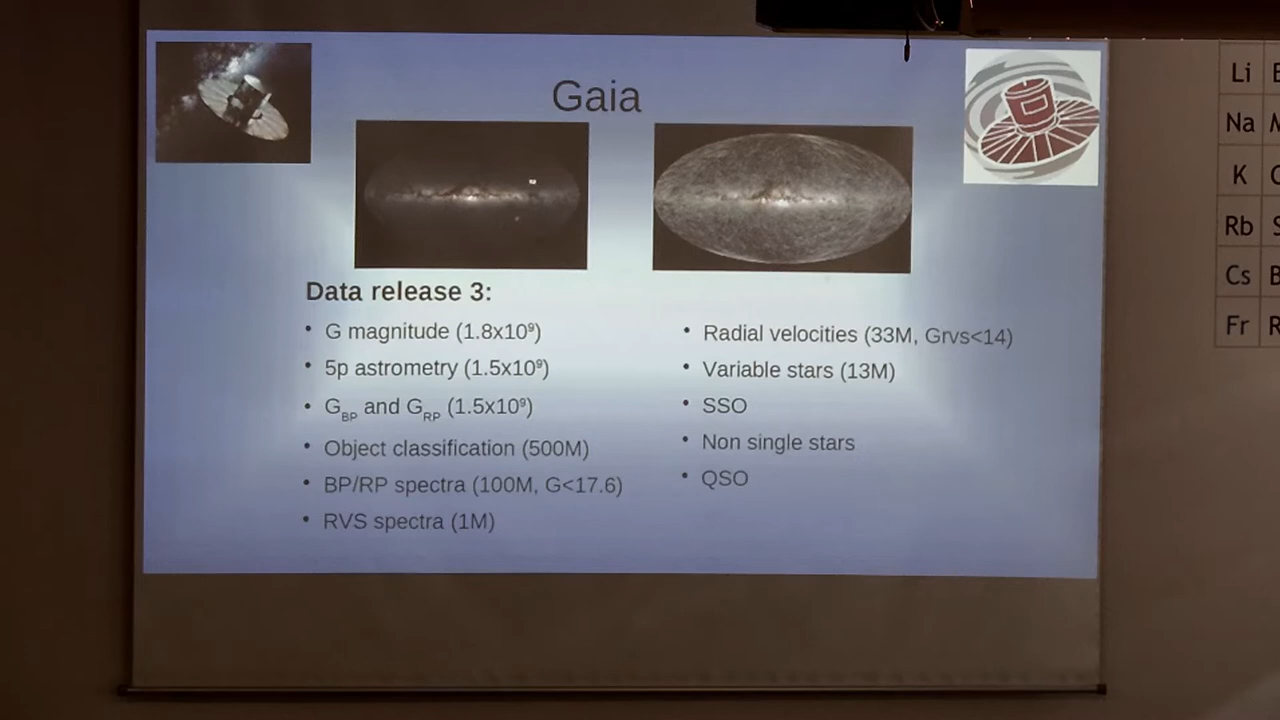 Gaia
Data release 3:
• G magnitude (1.8x10⁹)
• 5p astrometry (1.5x10⁹)
• G_BP and G_RP (1.5x10⁹)
• Object classification (500M)
• BP/RP spectra (100M, G<17.6)
• RVS spectra (1M)
• Radial velocities (33M, Grvs<14)
• Variable stars (13M)
• SSO
• Non single stars
• QSO
Li
Na
K
Rb
Cs
Fr